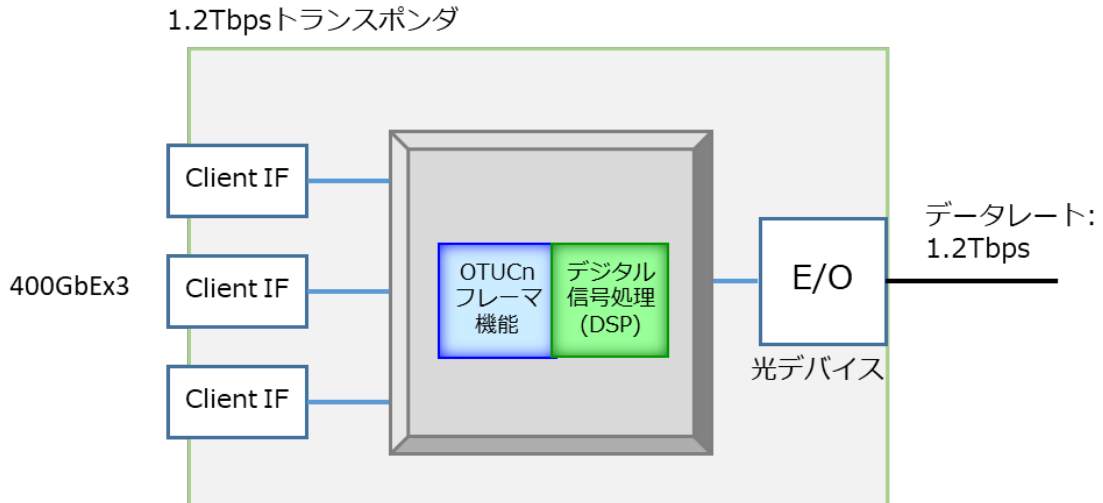 1.2Tbpsトランスポンダ
Client IF
400GbEx3
Client IF
Client IF
OTUCn
フレーマ
機能
デジタル
信号処理
(DSP)
E/O
光デバイス
データレート:
1.2Tbps